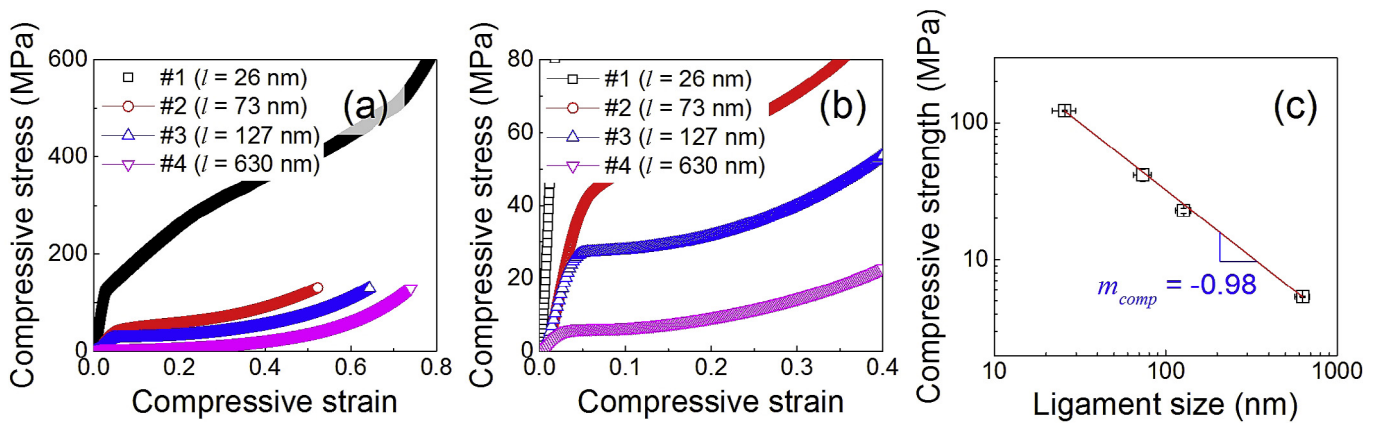 Compressive stress (MPa)
600
400
200
0
#1 (l = 26 nm)
#2 (l = 73 nm)
#3 (l = 127 nm)
#4 (l = 630 nm)
(a)
0.0 0.2 0.4 0.6 0.8
Compressive strain
Compressive stress (MPa)
80
60
40
20
0
#1 (l = 26 nm)
#2 (l = 73 nm)
#3 (l = 127 nm)
#4 (l = 630 nm)
(b)
0.0 0.1 0.2 0.3 0.4
Compressive strain
Compressive strength (MPa)
100
10
(c)
m_comp = -0.98
10 100 1000
Ligament size (nm)